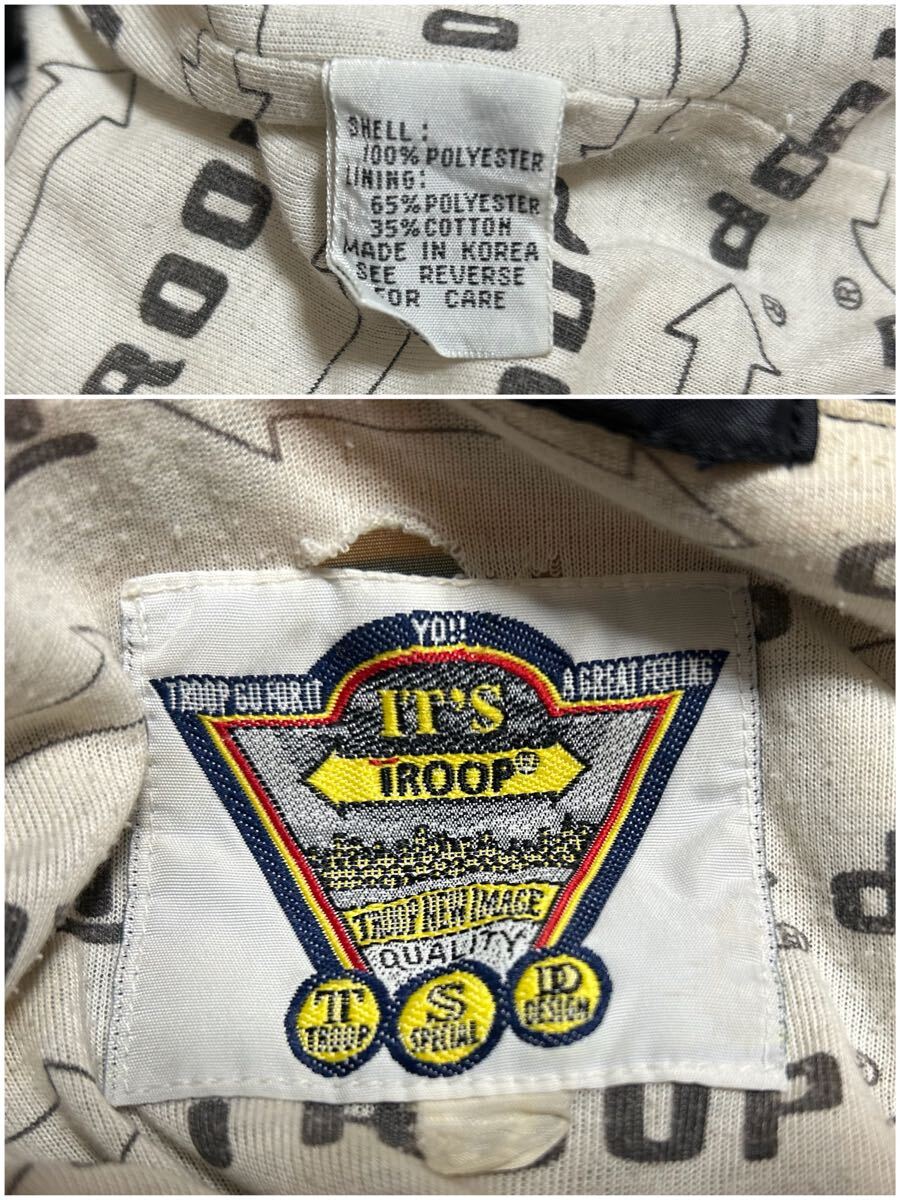 SHELL:
100% POLYESTER
LINING:
65% POLYESTER
35% COTTON
MADE IN KOREA
SEE REVERSE
FOR CARE
®
®
YO!!
TROOP GO FOR IT
A GREAT FEELING
IT'S
TROOP®
TROOP NEW IMAGE
QUALITY
T
TROOP
S
SPECIAL
D
DESIGN